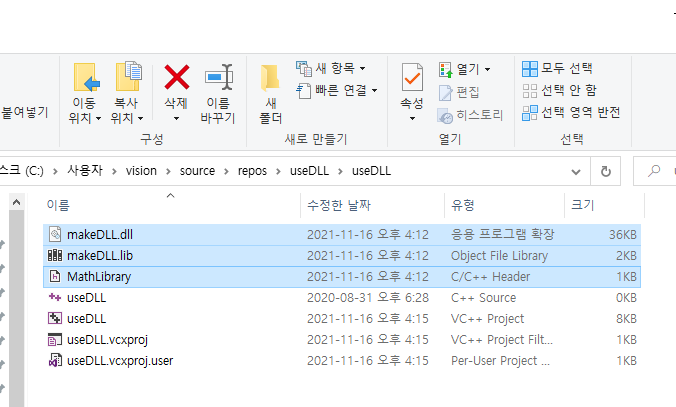 붙여넣기
이동 위치
복사 위치
삭제
이름 바꾸기
구성
새 폴더
새 항목
빠른 연결
새로 만들기
속성
열기
편집
히스토리
열기
모두 선택
선택 안 함
선택 영역 반전
선택
스크 (C:) > 사용자 > vision > source > repos > useDLL > useDLL
이름 수정한 날짜 유형 크기
makeDLL.dll 2021-11-16 오후 4:12 응용 프로그램 확장 36KB
makeDLL.lib 2021-11-16 오후 4:12 Object File Library 2KB
MathLibrary 2021-11-16 오후 4:12 C/C++ Header 1KB
useDLL 2020-08-31 오후 6:28 C++ Source 0KB
useDLL 2021-11-16 오후 4:15 VC++ Project 8KB
useDLL.vcxproj 2021-11-16 오후 4:15 VC++ Project Filt... 1KB
useDLL.vcxproj.user 2021-11-16 오후 4:15 Per-User Project ... 1KB